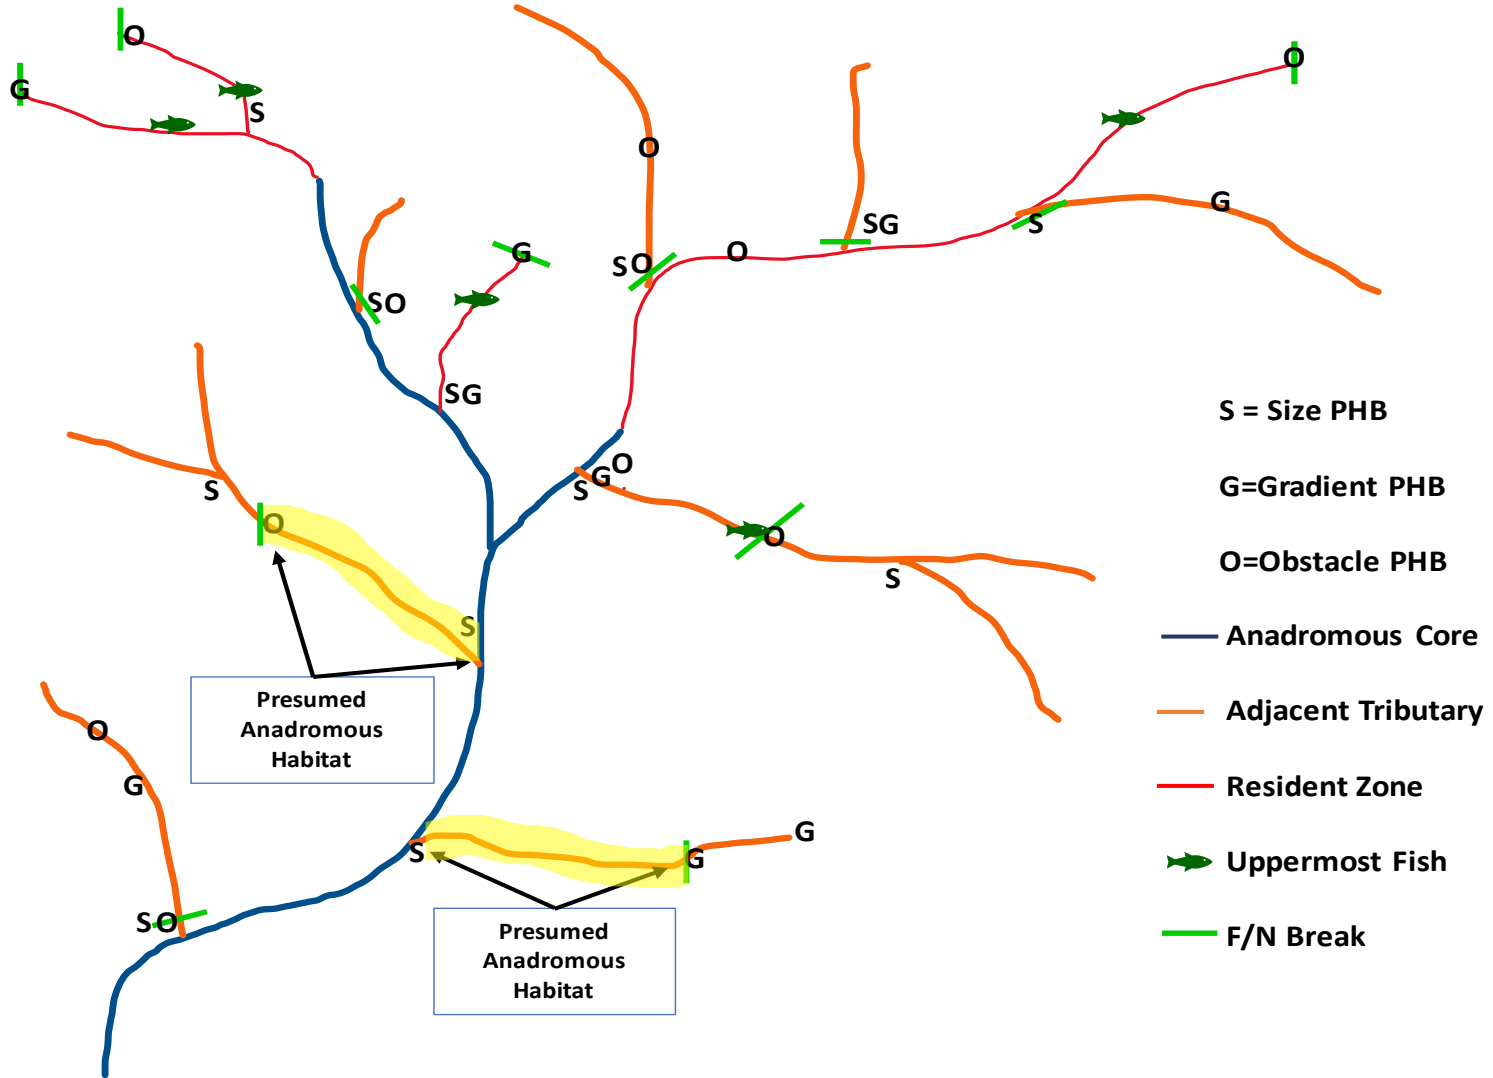 O
G
S
O
O
SG
G
S
SO
G
O
SO
SG
S = Size PHB
G=Gradient PHB
O=Obstacle PHB
Anadromous Core
Adjacent Tributary
Resident Zone
Uppermost Fish
F/N Break
S
G
O
S
O
O
S
S
Presumed
Anadromous
Habitat
O
G
S
G
G
SO
Presumed
Anadromous
Habitat